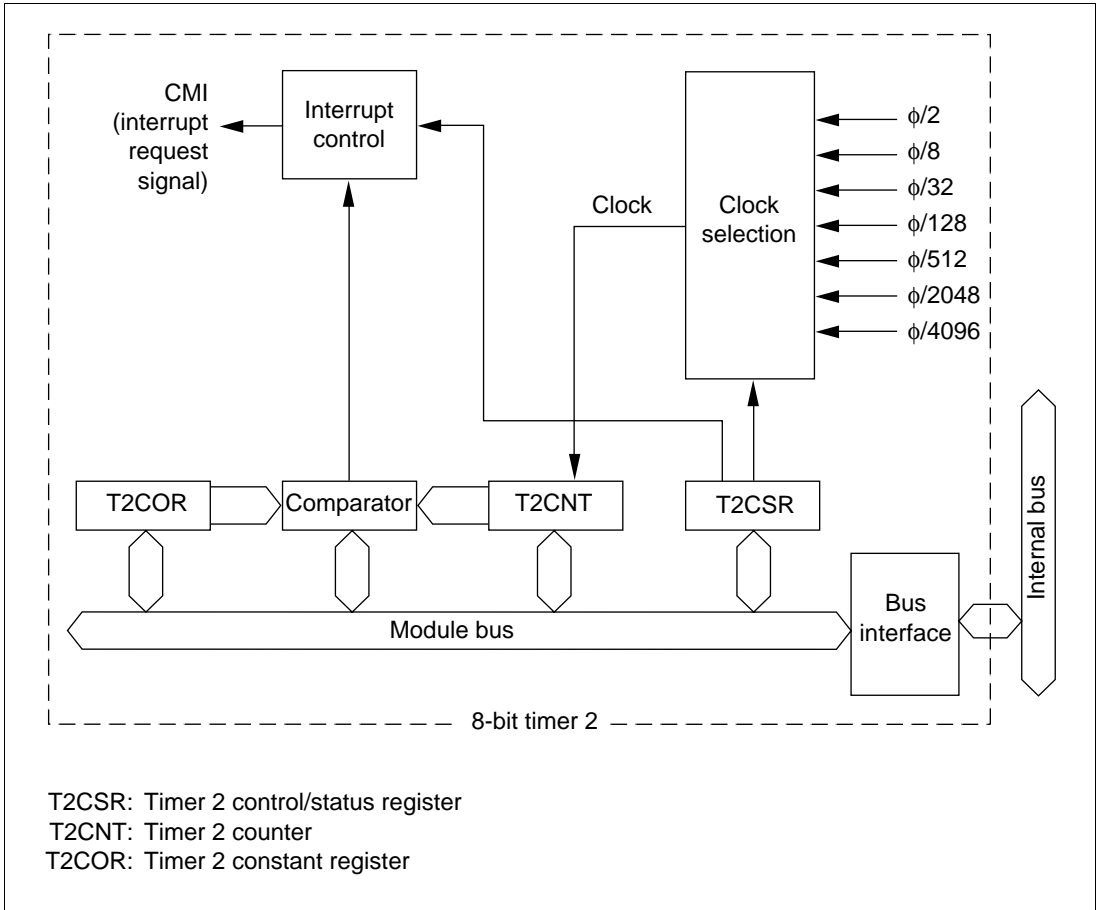 CMI
(interrupt
request
signal)
Interrupt
control
Clock
Clock
selection
ϕ/2
ϕ/8
ϕ/32
ϕ/128
ϕ/512
ϕ/2048
ϕ/4096
T2COR
Comparator
T2CNT
T2CSR
Module bus
Bus
interface
Internal bus
8-bit timer 2
T2CSR: Timer 2 control/status register
T2CNT: Timer 2 counter
T2COR: Timer 2 constant register